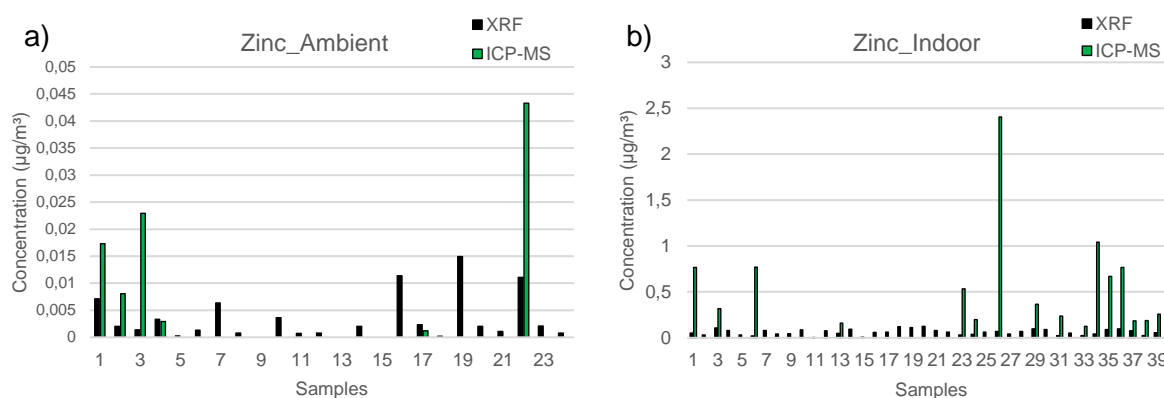 a)
Zinc_Ambient
XRF
ICP-MS
0,05
0,045
0,04
0,035
0,03
0,025
0,02
0,015
0,01
0,005
0
Concentration (µg/m³)
1 3 5 7 9 11 13 15 17 19 21 23
Samples
b)
Zinc_Indoor
XRF
ICP-MS
3
2,5
2
1,5
1
0,5
0
Concentration (µg/m³)
1 3 5 7 9 11 13 15 17 19 21 23 25 27 29 31 33 35 37 39
Samples